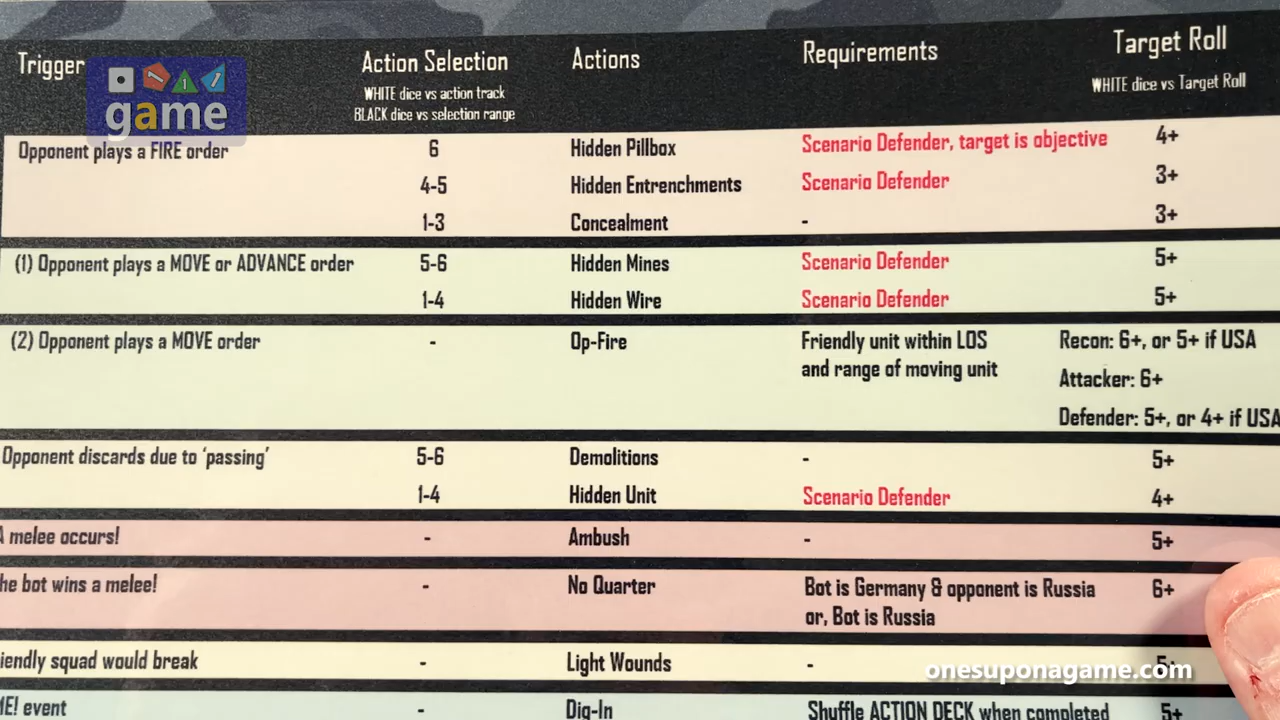 Trigger
game
Action Selection
WHITE dice vs action track
BLACK dice vs selection range
Actions
Requirements
Target Roll
WHITE dice vs Target Roll
Opponent plays a FIRE order 6 Hidden Pillbox Scenario Defender, target is objective 4+
4-5 Hidden Entrenchments Scenario Defender 3+
1-3 Concealment - 3+
(1) Opponent plays a MOVE or ADVANCE order 5-6 Hidden Mines Scenario Defender 5+
1-4 Hidden Wire Scenario Defender 5+
(2) Opponent plays a MOVE order - Op-Fire Friendly unit within LOS Recon: 6+, or 5+ if USA
and range of moving unit Attacker: 6+
Defender: 5+, or 4+ if USA
Opponent discards due to 'passing' 5-6 Demolitions - 5+
1-4 Hidden Unit Scenario Defender 4+
A melee occurs! - Ambush - 5+
he bot wins a melee! - No Quarter Bot is Germany & opponent is Russia 6+
or, Bot is Russia
iendly squad would break - Light Wounds - 5+
onesuponagame.com
ME! event - Dig-In Shuffle ACTION DECK when completed 5+